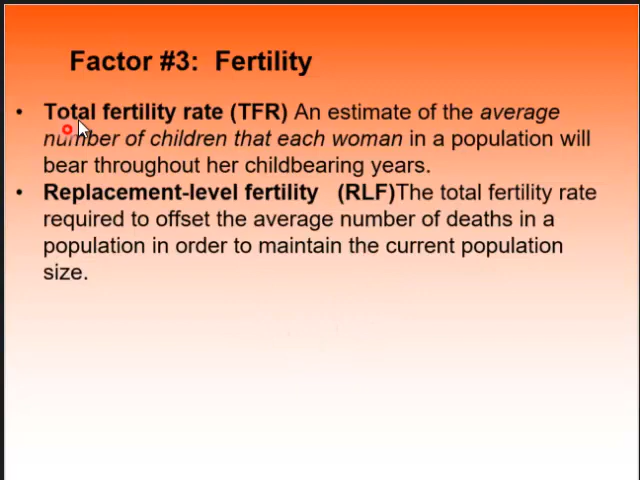 Factor #3:  Fertility
• Total fertility rate (TFR) An estimate of the average
number of children that each woman in a population will
bear throughout her childbearing years.
• Replacement-level fertility   (RLF)The total fertility rate
required to offset the average number of deaths in a
population in order to maintain the current population
size.